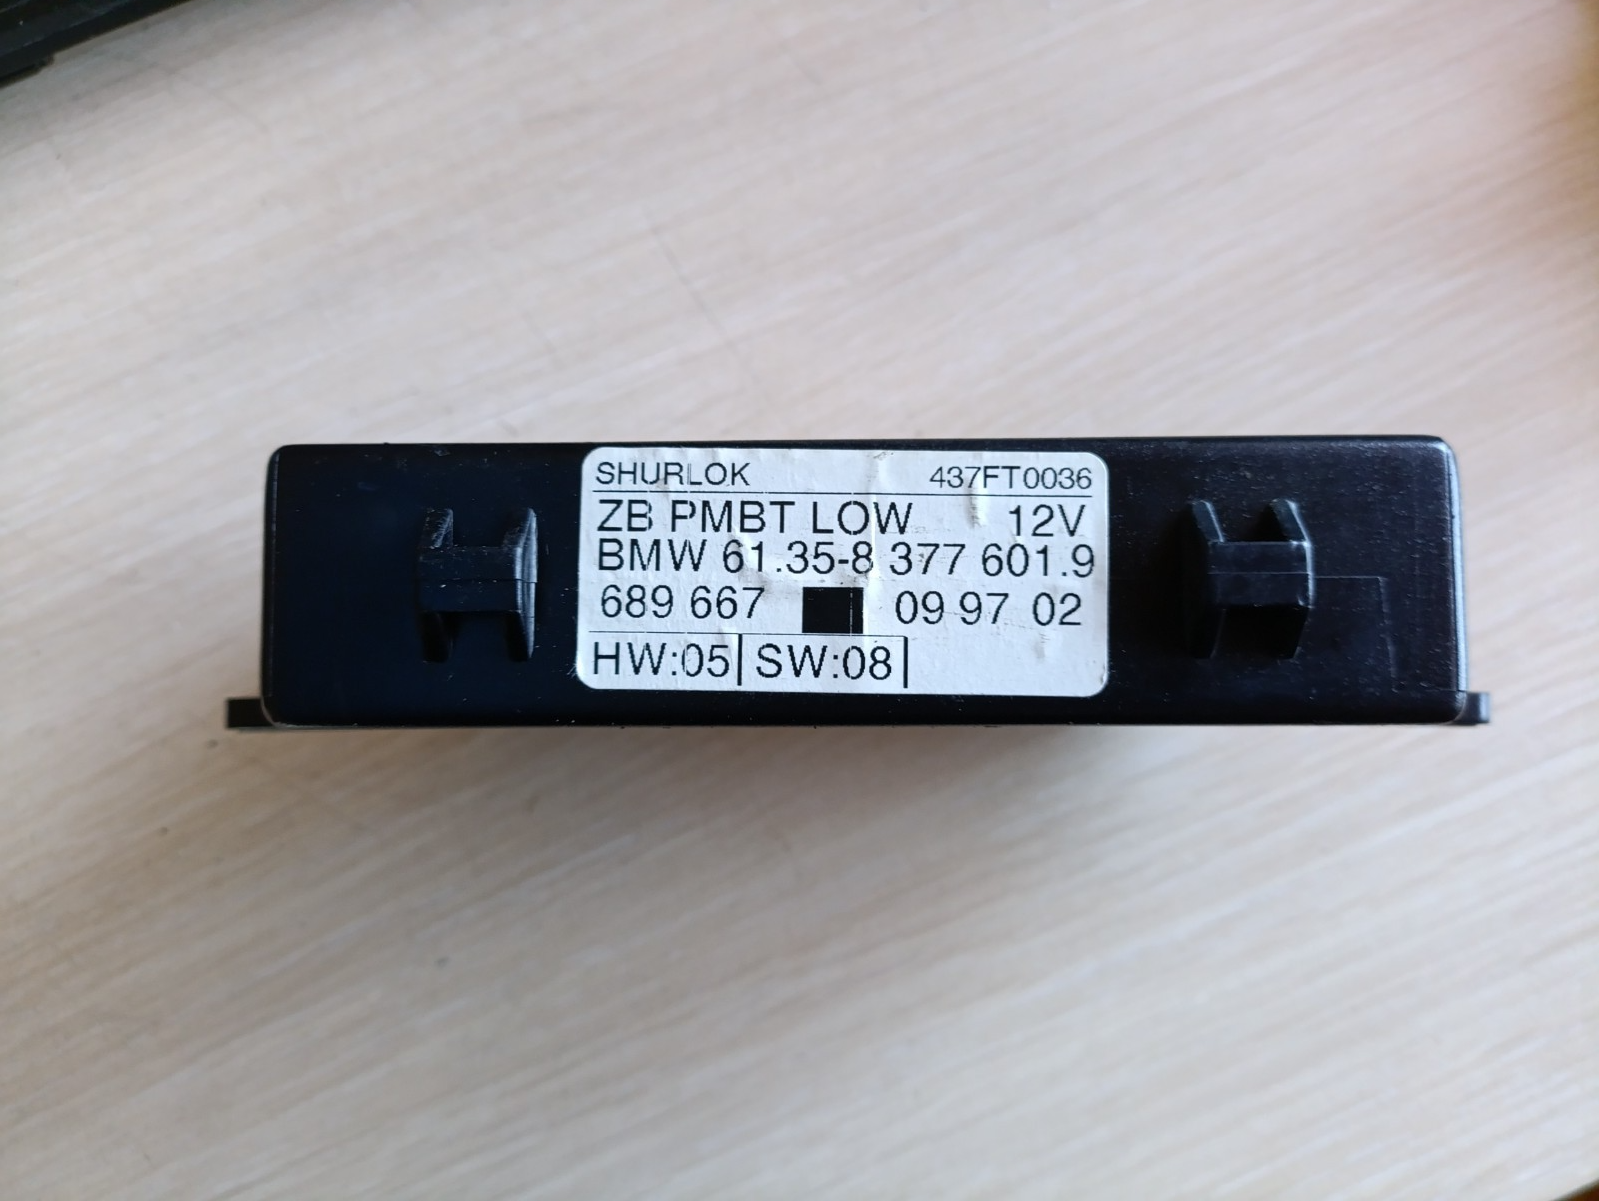 SHURLOK 437FT0036
ZB PMBT LOW 12V
BMW 61.35-8 377 601.9
689 667 09 97 02
HW:05 SW:08